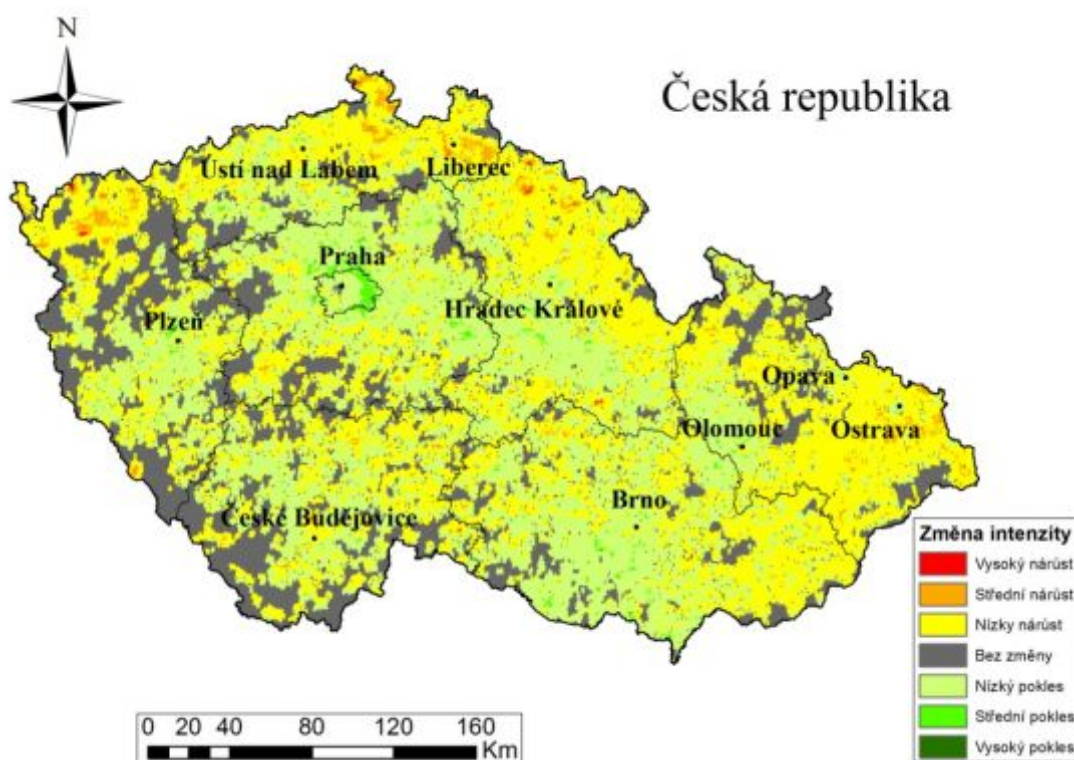 N
Česká republika
Ústí nad Labem
Liberec
Praha
Hradec Králové
Plzeň
Opava
Olomouc
Ostrava
Brno
České Budějovice
Změna intenzity
Vysoký nárůst
Střední nárůst
Nízky nárůst
Bez změny
Nízký pokles
Střední pokles
Vysoký pokles
0 20 40 80 120 160
Km